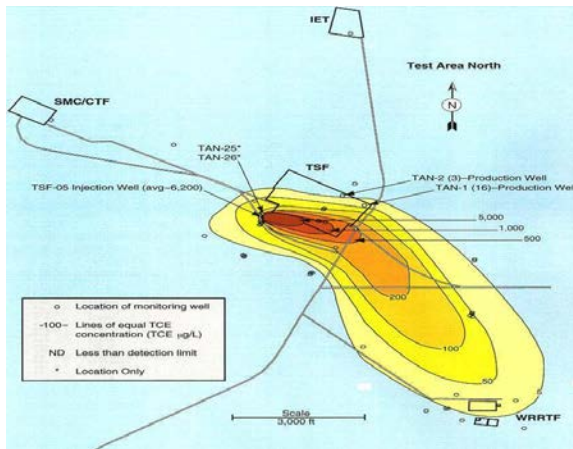 IET
Test Area North
N
SMC/CTF
TAN-25*
TAN-26*
TSF
TSF-05 Injection Well (avg-6,200)
TAN-2 (3)–Production Well
TAN-1 (16)–Production Wel
5,000
1,000
500
200
100
50
5
WRRTF
Location of monitoring well
-100– Lines of equal TCE
concentration (TCE µg/L)
ND Less than detection limit
* Location Only
Scale
3,000 ft